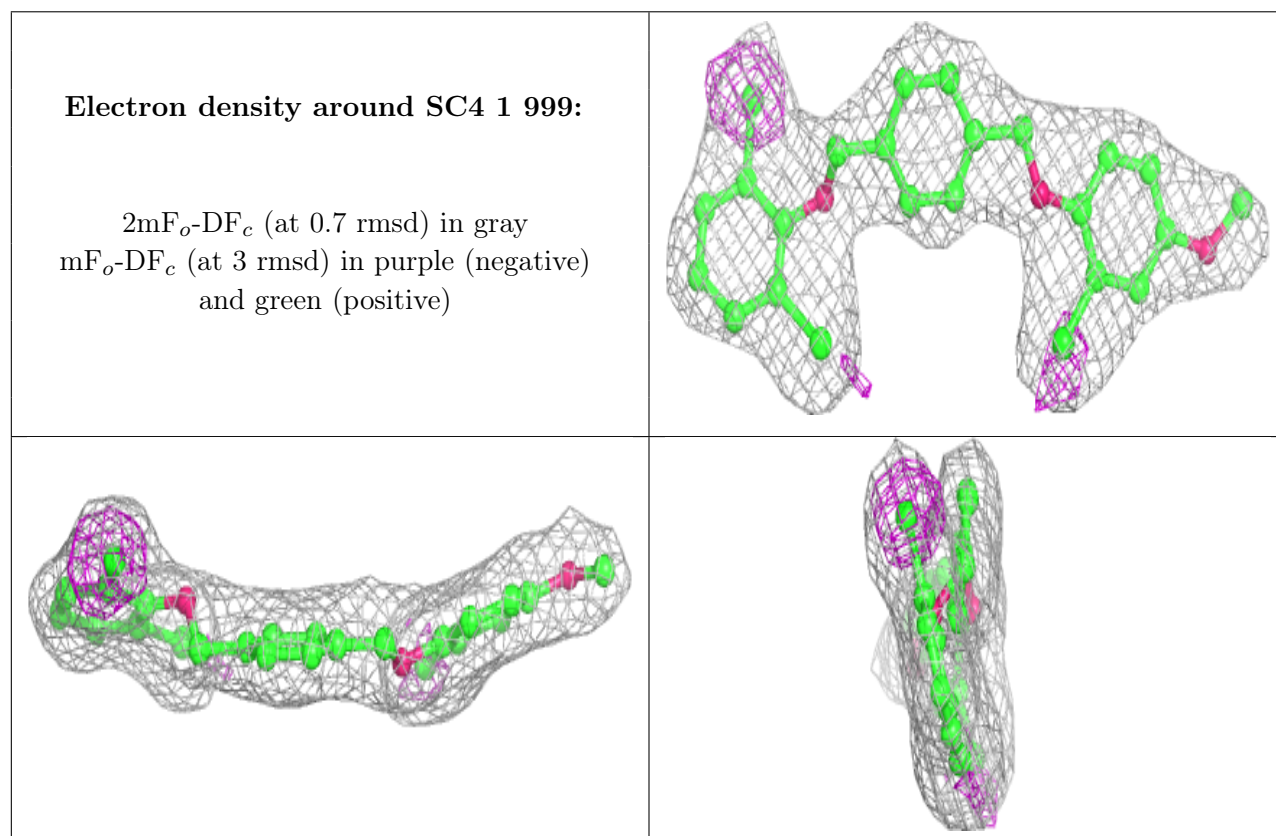 Electron density around SC4 1 999:
2mFₒ-DF𝒸 (at 0.7 rmsd) in gray
mFₒ-DF𝒸 (at 3 rmsd) in purple (negative)
and green (positive)